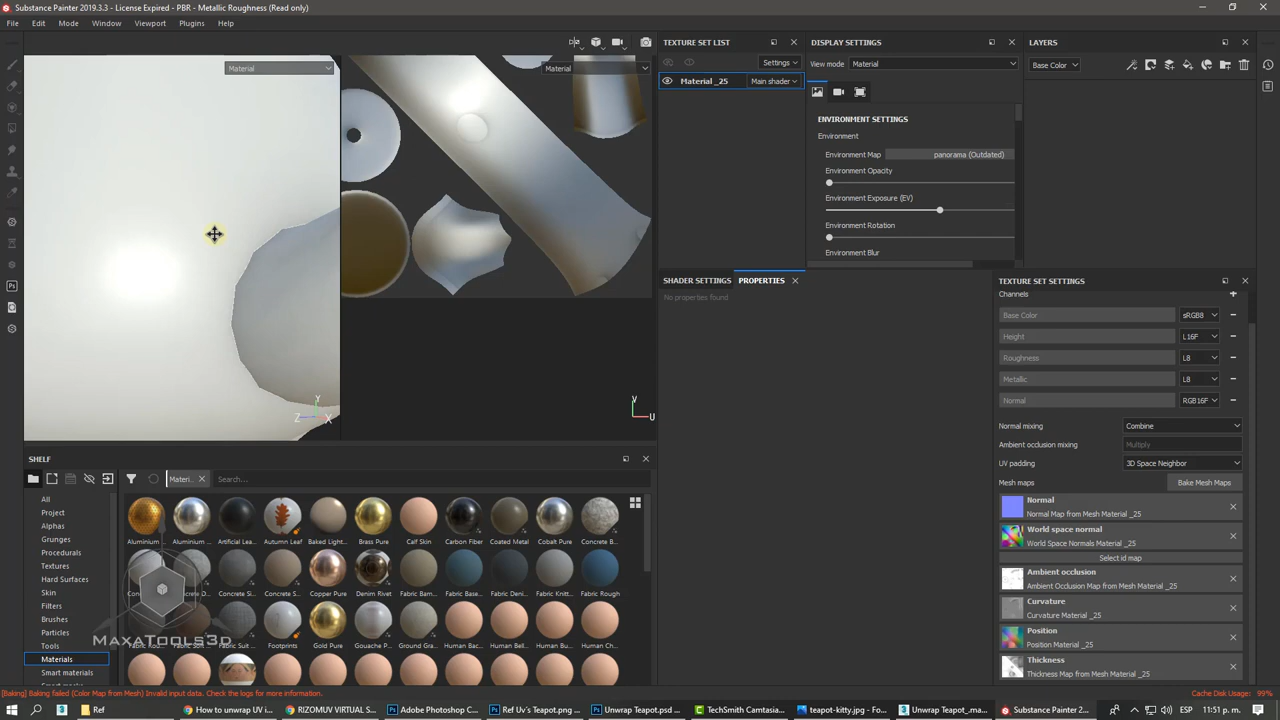 Substance Painter 2019.3.3 - License Expired - PBR - Metallic Roughness (Read only)
File Edit Mode Window Viewport Plugins Help
Material
Material
TEXTURE SET LIST
Settings
Material _25
Main shader
DISPLAY SETTINGS
View mode
Material
ENVIRONMENT SETTINGS
Environment
Environment Map
panorama (Outdated)
Environment Opacity
Environment Exposure (EV)
Environment Rotation
Environment Blur
LAYERS
Base Color
Y
Z
X
V
U
SHADER SETTINGS
PROPERTIES
No properties found
TEXTURE SET SETTINGS
Channels
Base Color sRGB8
Height L16F
Roughness L8
Metallic L8
Normal RGB16F
Normal mixing Combine
Ambient occlusion mixing Multiply
UV padding 3D Space Neighbor
Mesh maps Bake Mesh Maps
Normal
Normal Map from Mesh Material _25
World space normal
World Space Normals Material _25
Select id map
Ambient occlusion
Ambient Occlusion Map from Mesh Material _25
Curvature
Curvature Material _25
Position
Position Material _25
Thickness
Thickness Map from Mesh Material _25
SHELF
Materi...
Search...
All
Project
Alphas
Grunges
Procedurals
Textures
Hard Surfaces
Skin
Filters
Brushes
Particles
Tools
Materials
Smart materials
Aluminium ... Aluminium ... Artificial Lea... Autumn Leaf Baked Light... Brass Pure Calf Skin Carbon Fiber Coated Metal Cobalt Pure Concrete B...
Concrete Si... Concrete S... Copper Pure Denim Rivet Fabric Bam... Fabric Base... Fabric Deni... Fabric Knitt... Fabric Rough
Fabric Suit ... Footprints Gold Pure Gouache P... Ground Gra... Human Bac... Human Bell... Human Bu... Human Ch...
MAXATOOLS3D
[Baking] Baking failed (Color Map from Mesh) Invalid input data. Check the logs for more information.
Cache Disk Usage: 99%
Ref
How to unwrap UV i...
RIZOMUV VIRTUAL S...
Adobe Photoshop C...
Ref Uv's Teapot.png ...
Unwrap Teapot.psd ...
TechSmith Camtasia...
teapot-kitty.jpg - Fo...
Unwrap Teapot_.ma...
Substance Painter 2...
ESP
11:51 p. m.